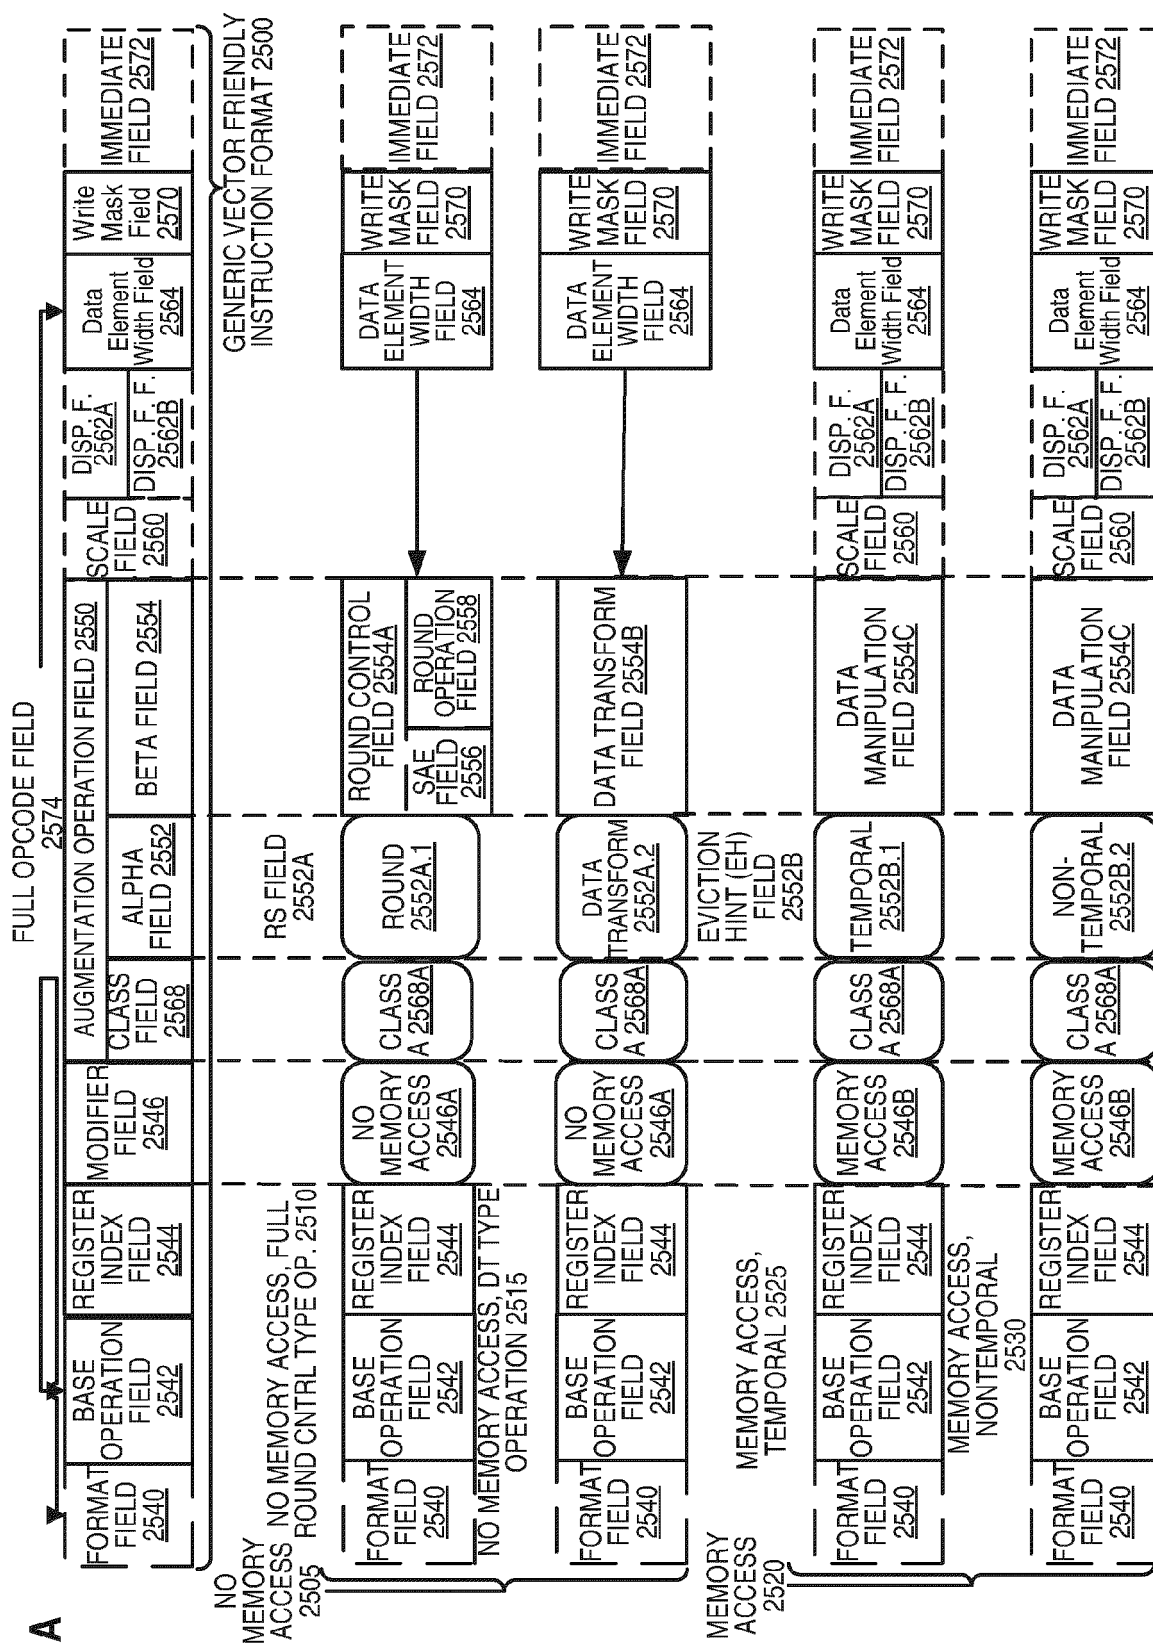 A
FULL OPCODE FIELD
2574
FORMAT
FIELD
2540
BASE
OPERATION
FIELD
2542
REGISTER
INDEX
FIELD
2544
MODIFIER
FIELD
2546
AUGMENTATION OPERATION FIELD 2550
CLASS
FIELD
2568
ALPHA
FIELD 2552
BETA FIELD 2554
SCALE
FIELD
2560
DISP. F.
2562A
DISP. F. F.
2562B
Data
Element
Width Field
2564
Write
Mask
Field
2570
IMMEDIATE
FIELD 2572
GENERIC VECTOR FRIENDLY
INSTRUCTION FORMAT 2500
NO
MEMORY
ACCESS
2505
NO MEMORY ACCESS, FULL
ROUND CNTRL TYPE OP. 2510
RS FIELD
2552A
FORMAT
FIELD
2540
BASE
OPERATION
FIELD
2542
REGISTER
INDEX
FIELD
2544
NO
MEMORY
ACCESS
2546A
CLASS
A 2568A
ROUND
2552A.1
ROUND CONTROL
FIELD 2554A
SAE
FIELD
2556
ROUND
OPERATION
FIELD 2558
DATA
ELEMENT
WIDTH
FIELD
2564
WRITE
MASK
FIELD
2570
IMMEDIATE
FIELD 2572
NO MEMORY ACCESS, DT TYPE
OPERATION 2515
FORMAT
FIELD
2540
BASE
OPERATION
FIELD
2542
REGISTER
INDEX
FIELD
2544
NO
MEMORY
ACCESS
2546A
CLASS
A 2568A
DATA
TRANSFORM
2552A.2
DATA TRANSFORM
FIELD 2554B
DATA
ELEMENT
WIDTH
FIELD
2564
WRITE
MASK
FIELD
2570
IMMEDIATE
FIELD 2572
MEMORY
ACCESS
2520
MEMORY ACCESS,
TEMPORAL 2525
EVICTION
HINT (EH)
FIELD
2552B
FORMAT
FIELD
2540
BASE
OPERATION
FIELD
2542
REGISTER
INDEX
FIELD
2544
MEMORY
ACCESS
2546B
CLASS
A 2568A
TEMPORAL
2552B.1
DATA
MANIPULATION
FIELD 2554C
SCALE
FIELD
2560
DISP. F.
2562A
DISP. F. F.
2562B
Data
Element
Width Field
2564
WRITE
MASK
FIELD
2570
IMMEDIATE
FIELD 2572
MEMORY ACCESS,
NONTEMPORAL
2530
FORMAT
FIELD
2540
BASE
OPERATION
FIELD
2542
REGISTER
INDEX
FIELD
2544
MEMORY
ACCESS
2546B
CLASS
A 2568A
NON-
TEMPORAL
2552B.2
DATA
MANIPULATION
FIELD 2554C
SCALE
FIELD
2560
DISP. F.
2562A
DISP. F. F.
2562B
Data
Element
Width Field
2564
WRITE
MASK
FIELD
2570
IMMEDIATE
FIELD 2572